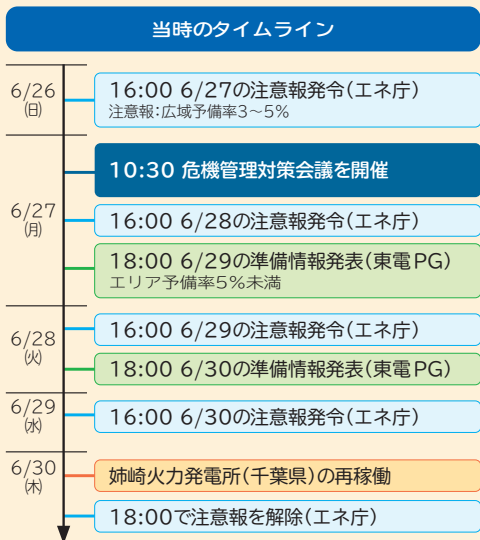 当時のタイムライン
6/26
(日)
16:00 6/27の注意報発令(エネ庁)
注意報:広域予備率3～5%
6/27
(月)
10:30 危機管理対策会議を開催
16:00 6/28の注意報発令(エネ庁)
18:00 6/29の準備情報発表(東電PG)
エリア予備率5%未満
6/28
(火)
16:00 6/29の注意報発令(エネ庁)
18:00 6/30の準備情報発表(東電PG)
6/29
(水)
16:00 6/30の注意報発令(エネ庁)
6/30
(木)
姉崎火力発電所(千葉県)の再稼働
18:00で注意報を解除(エネ庁)